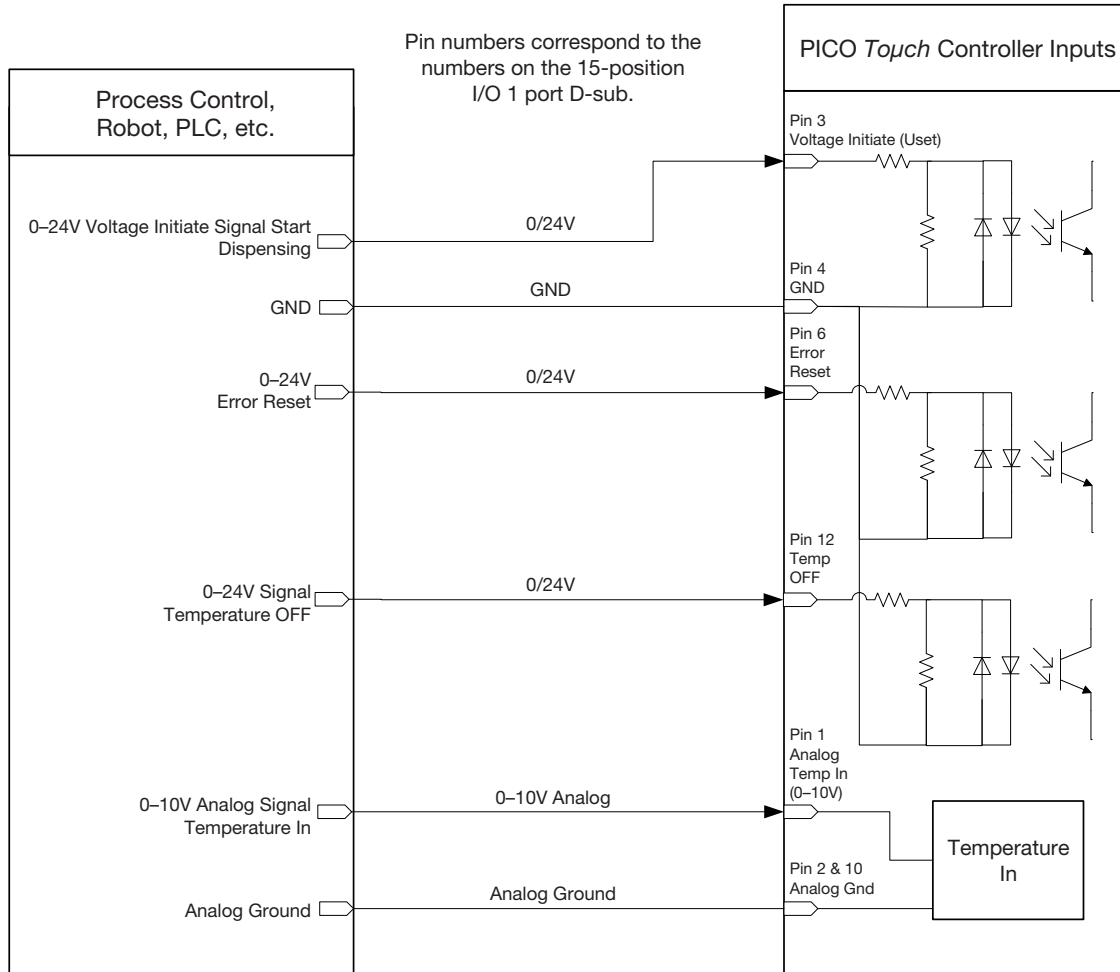 Pin numbers correspond to the
numbers on the 15-position
I/O 1 port D-sub.
PICO Touch Controller Inputs
Process Control,
Robot, PLC, etc.
Pin 3
Voltage Initiate (Uset)
0–24V Voltage Initiate Signal Start
Dispensing
0/24V
Pin 4
GND
GND
GND
Pin 6
Error
Reset
0–24V
Error Reset
0/24V
Pin 12
Temp
OFF
0–24V Signal
Temperature OFF
0/24V
Pin 1
Analog
Temp In
(0–10V)
0–10V Analog Signal
Temperature In
0–10V Analog
Temperature
In
Pin 2 & 10
Analog Gnd
Analog Ground
Analog Ground